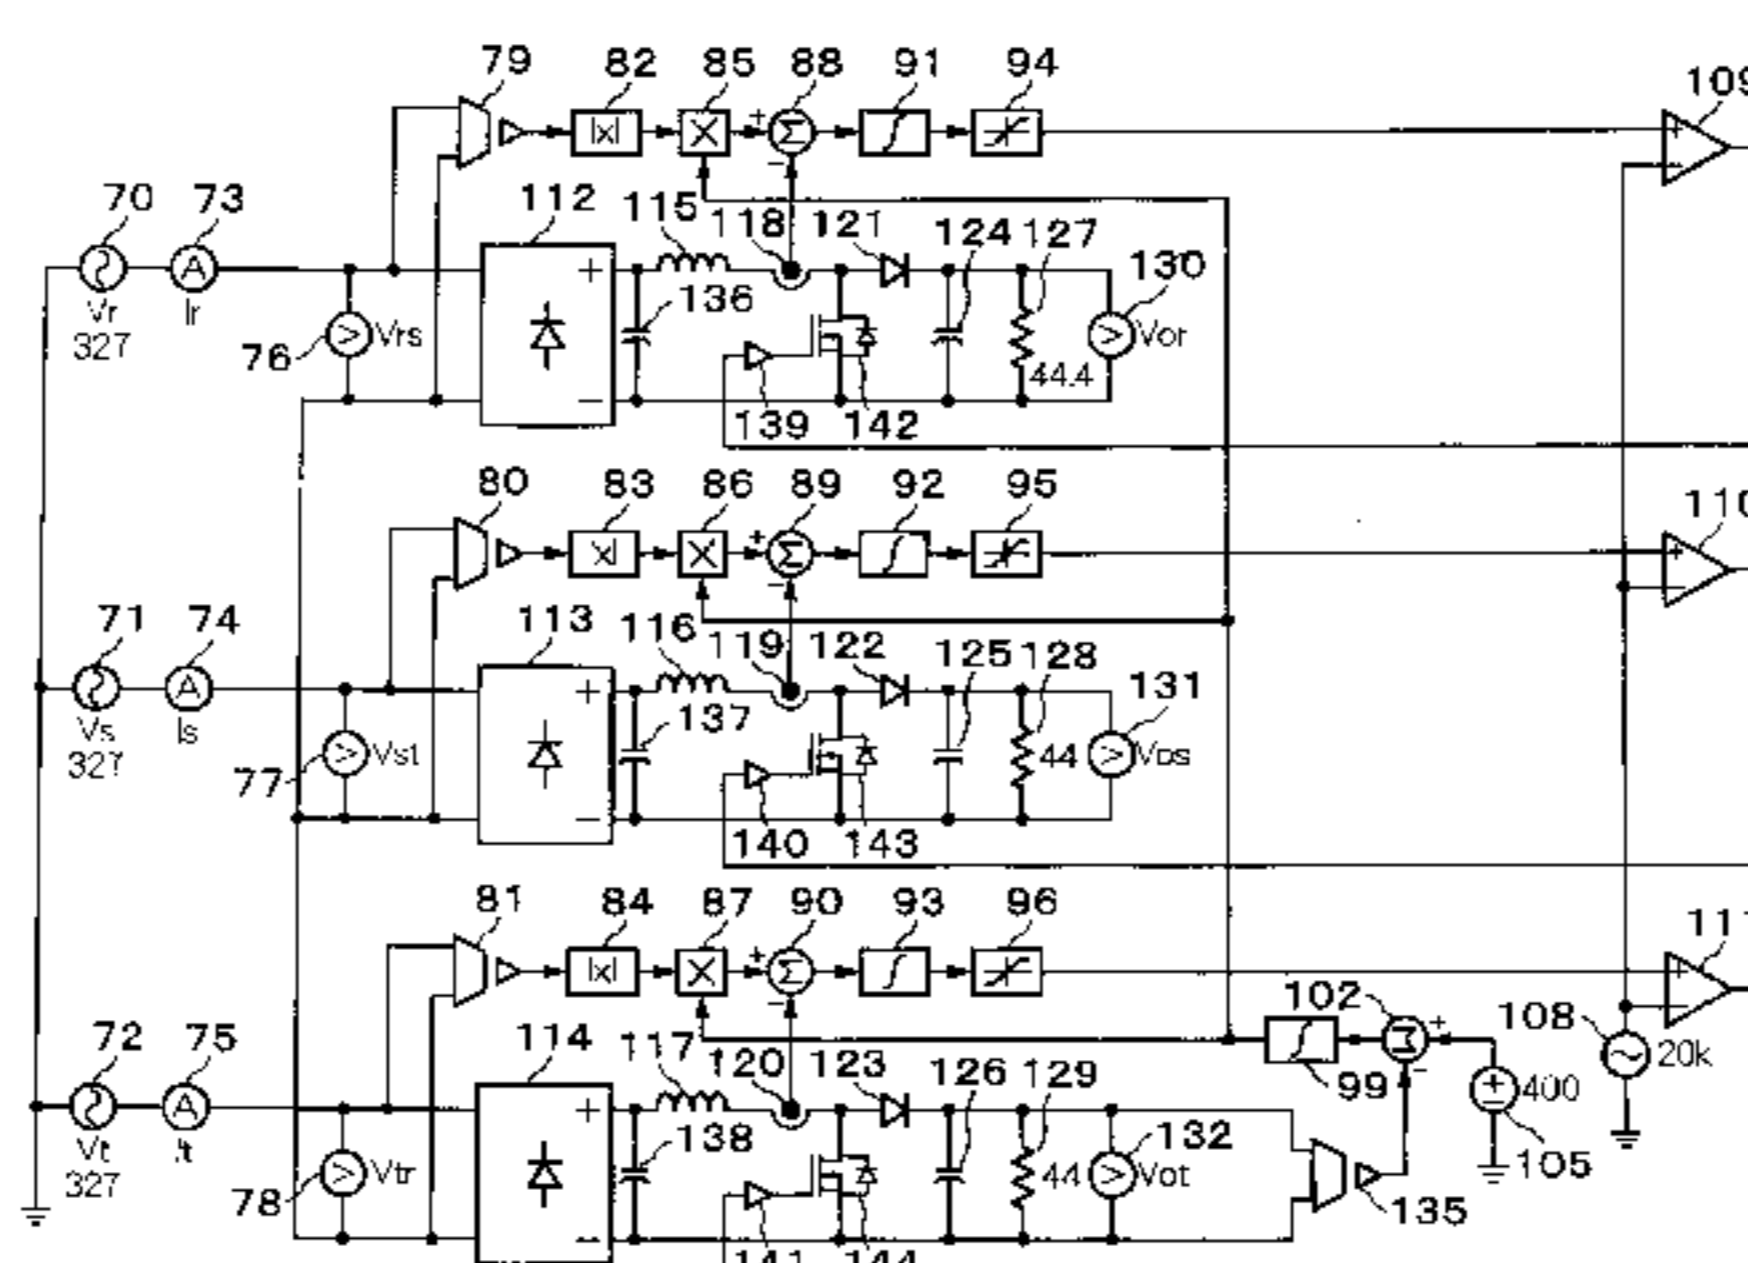 79 82 85 88 91 94 109
|x| X + Σ ∫ +
− −
70 73 112 115 118 121 124 127 130
Vr Ir + 136
327 76 Vrs Vor
44.4
− 139 142
80 83 86 89 92 95 110
|x| X + Σ ∫ +
− −
71 74 113 116 119 122 125 128 131
Vs Is + 137
327 77 Vst 44 Vos
− 140 143
81 84 87 90 93 96 111
|x| X + Σ ∫ +
− −
102 + 108
Σ 20k
− 99 400
105
72 75 114 117 120 123 126 129 132
Vt It + 138
327 78 Vtr 44 Vot
135
− 141 144